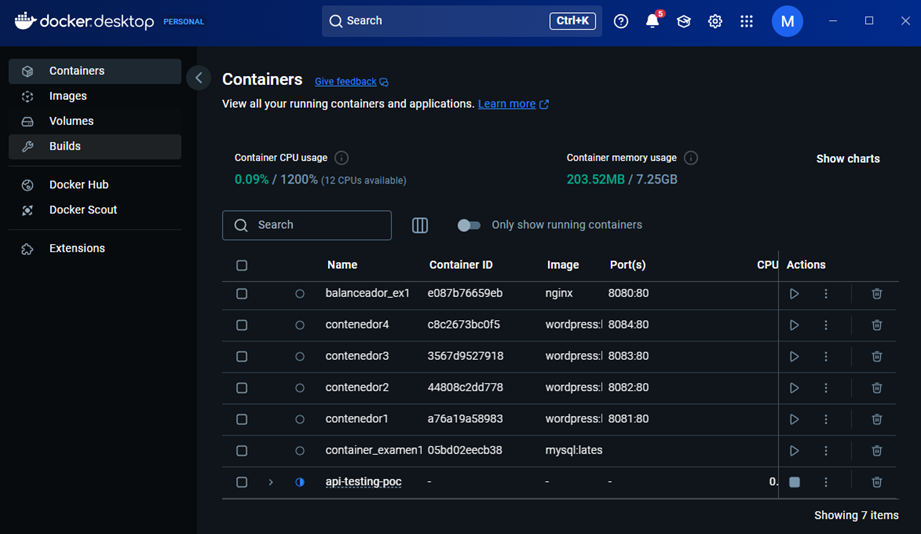 docker.desktop PERSONAL Search Ctrl+K 5 M
Containers
Images
Volumes
Builds
Docker Hub
Docker Scout
Extensions
Containers Give feedback
View all your running containers and applications. Learn more
Container CPU usage Container memory usage Show charts
0.09% / 1200% (12 CPUs available) 203.52MB / 7.25GB
Search Only show running containers
Name Container ID Image Port(s) CPU Actions
balanceador_ex1 e087b76659eb nginx 8080:80
contenedor4 c8c2673bc0f5 wordpress:l 8084:80
contenedor3 3567d9527918 wordpress:l 8083:80
contenedor2 44808c2dd778 wordpress:l 8082:80
contenedor1 a76a19a58983 wordpress:l 8081:80
container_examen1 05bd02eecb38 mysql:lates
api-testing-poc - - - 0.
Showing 7 items